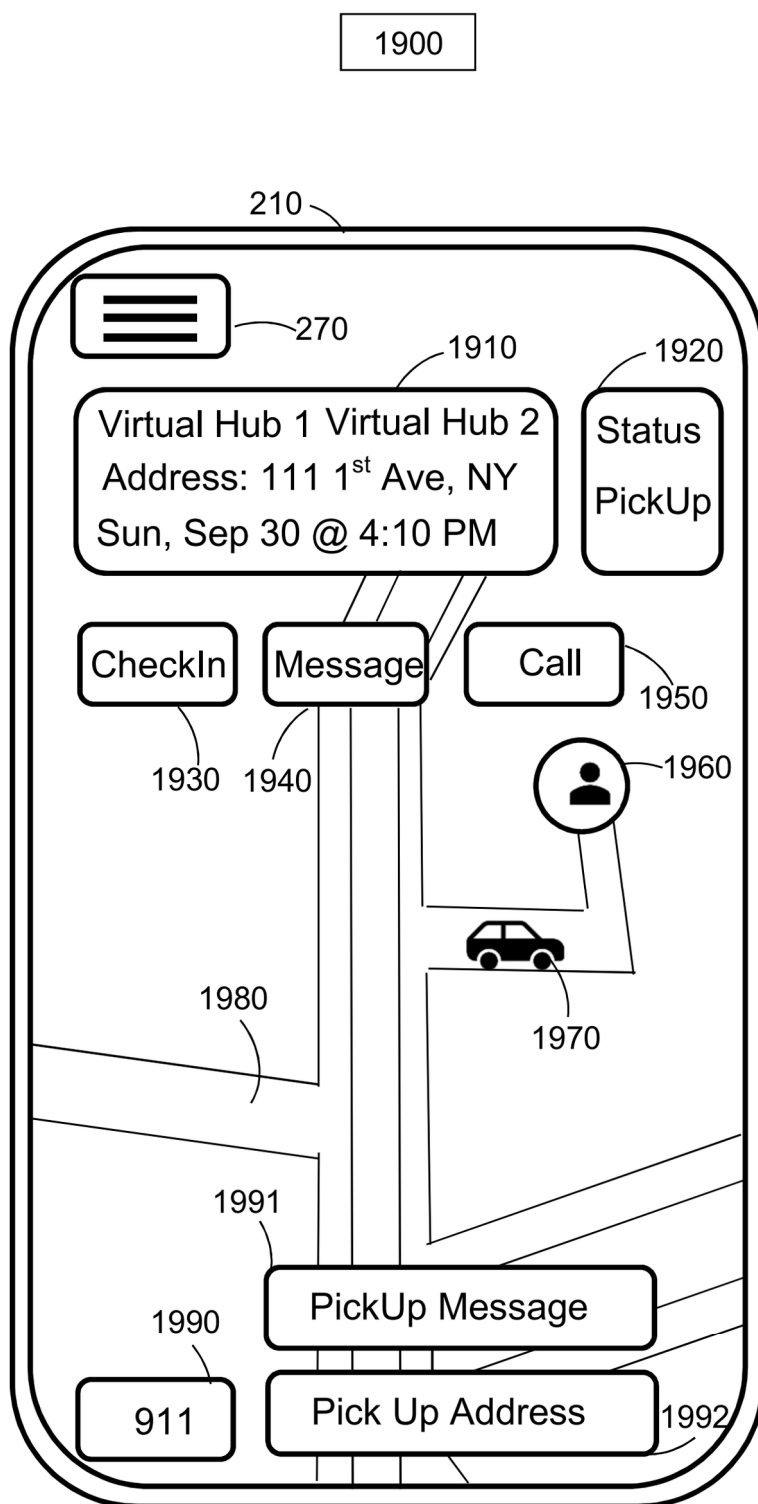 1900
210
270
1910
1920
Virtual Hub 1 Virtual Hub 2
Address: 111 1st Ave, NY
Sun, Sep 30 @ 4:10 PM
Status
PickUp
CheckIn
Message
Call
1930
1940
1950
1960
1970
1980
1991
PickUp Message
1990
911
Pick Up Address
1992